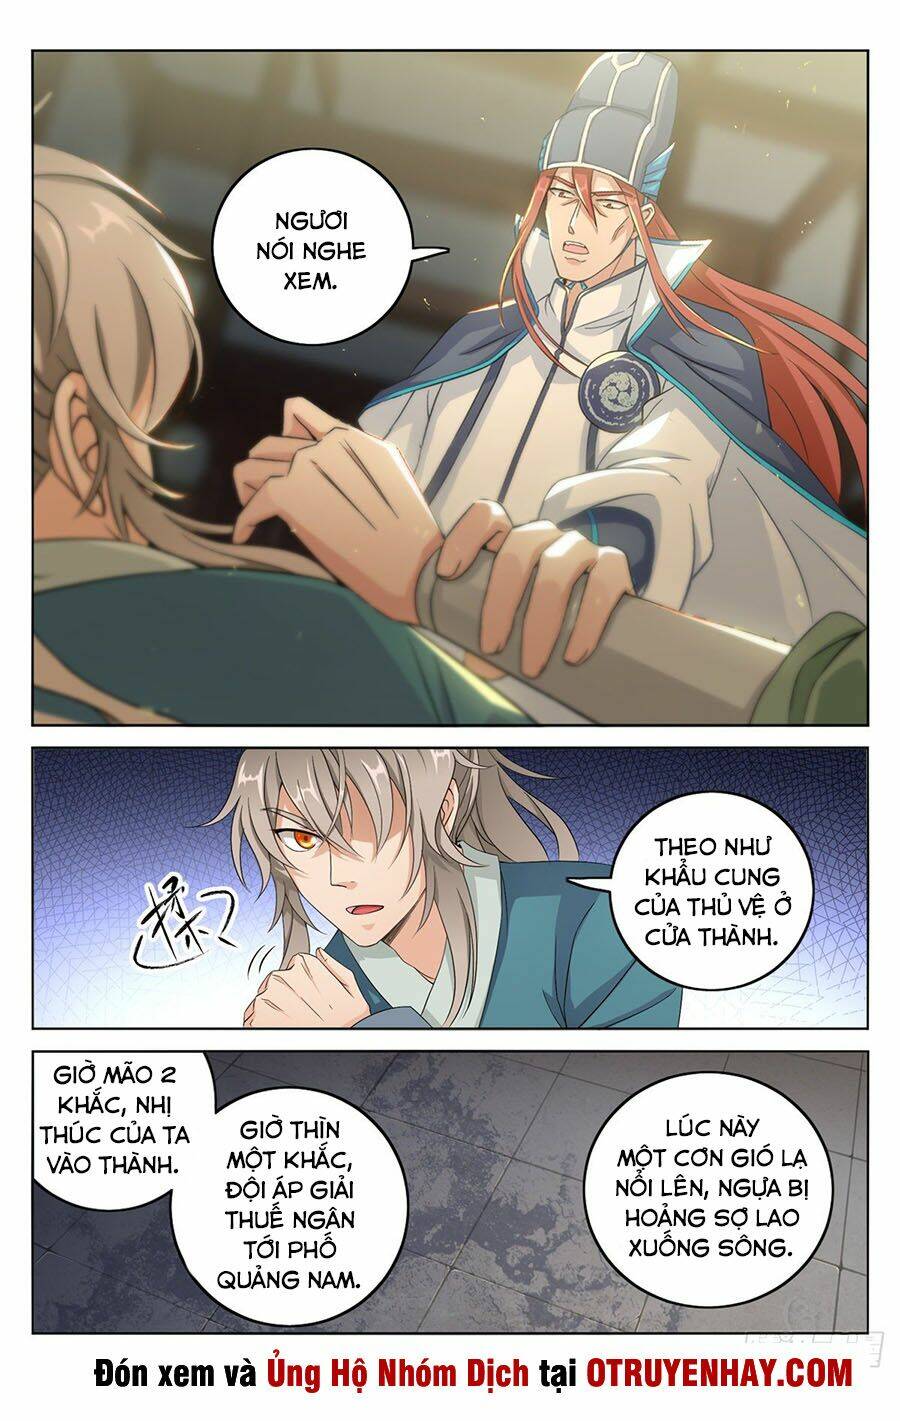 NGƯƠI
NÓI NGHE
XEM.
THEO NHƯ
KHẨU CUNG
CỦA THỦ VỆ Ở
CỬA THÀNH.
GIỜ MÃO 2
KHẮC, NHỊ
THÚC CỦA TA
VÀO THÀNH.
GIỜ THÌN
MỘT KHẮC,
ĐỘI ÁP GIẢI
THUẾ NGÂN
TỚI PHỐ
QUẢNG NAM.
LÚC NÀY
MỘT CƠN GIÓ LẠ
NỔI LÊN, NGỰA BỊ
HOẢNG SỢ LAO
XUỐNG SÔNG.
Đón xem và Ủng Hộ Nhóm Dịch tại OTRUYENHAY.COM